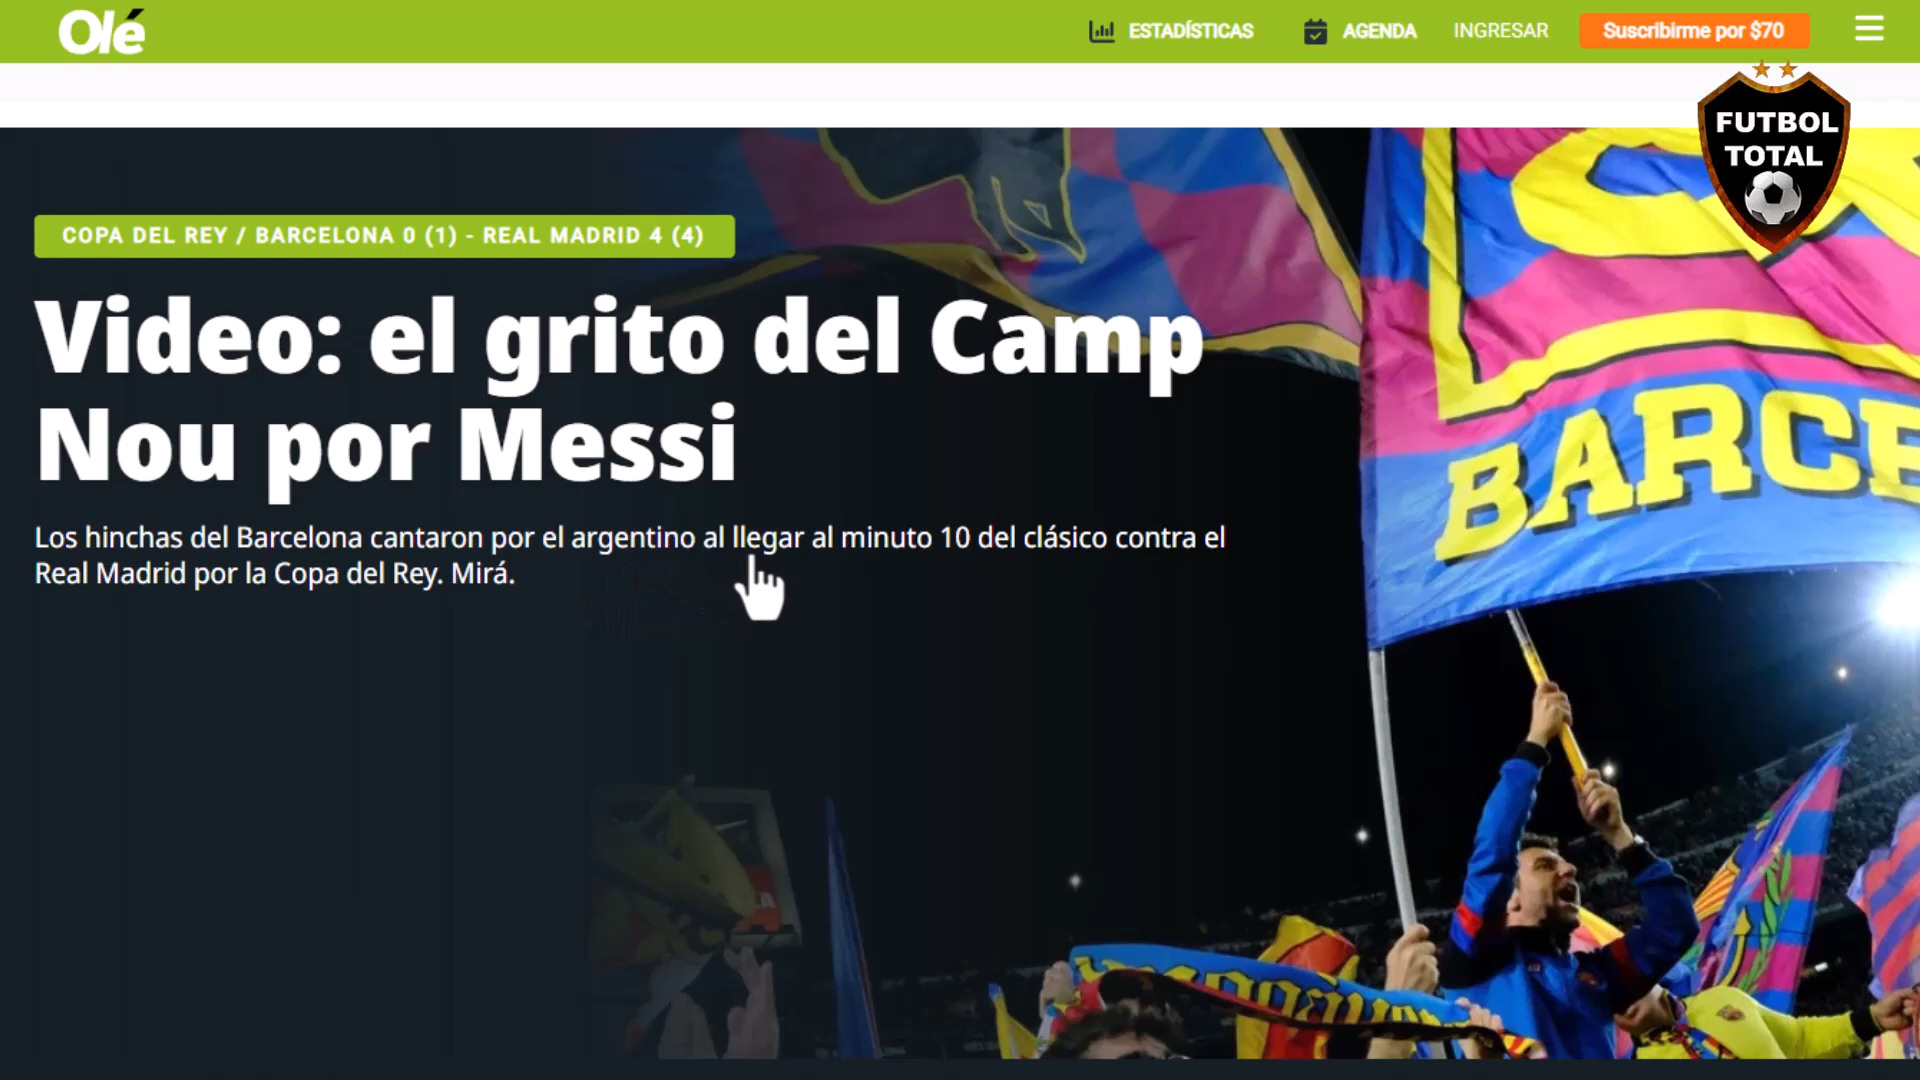 Olé
ESTADÍSTICAS
AGENDA
INGRESAR
Suscribirme por $70
FUTBOL
TOTAL
COPA DEL REY / BARCELONA 0 (1) - REAL MADRID 4 (4)
Video: el grito del Camp
Nou por Messi
Los hinchas del Barcelona cantaron por el argentino al llegar al minuto 10 del clásico contra el
Real Madrid por la Copa del Rey. Mirá.
BARCE